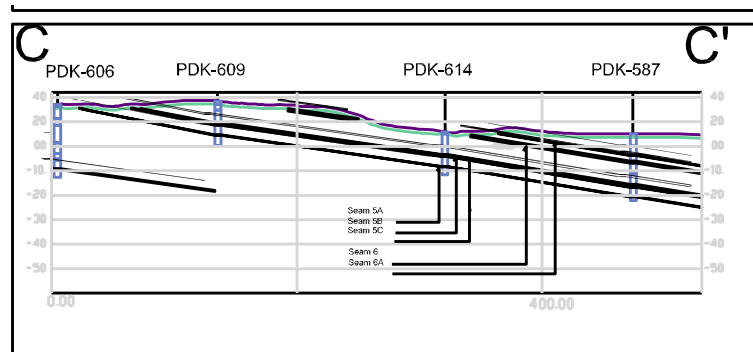 C C'
PDK-606 PDK-609 PDK-614 PDK-587
40 40
20 20
00 00
-10 -10
-20 -20
-30 -30
-40 -40
-50 -50
Seam 5A
Seam 5B
Seam 5C
Seam 6
Seam 6A
0.00 400.00